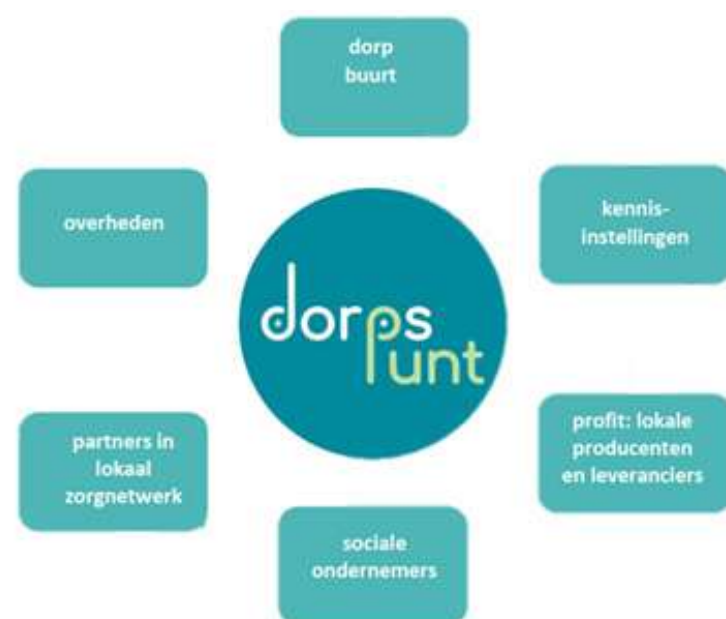 dorp
buurt
overheden
kennis-
instellingen
dorps
punt
partners in
lokaal
zorgnetwerk
profit: lokale
producenten
en leveranciers
sociale
ondernemers